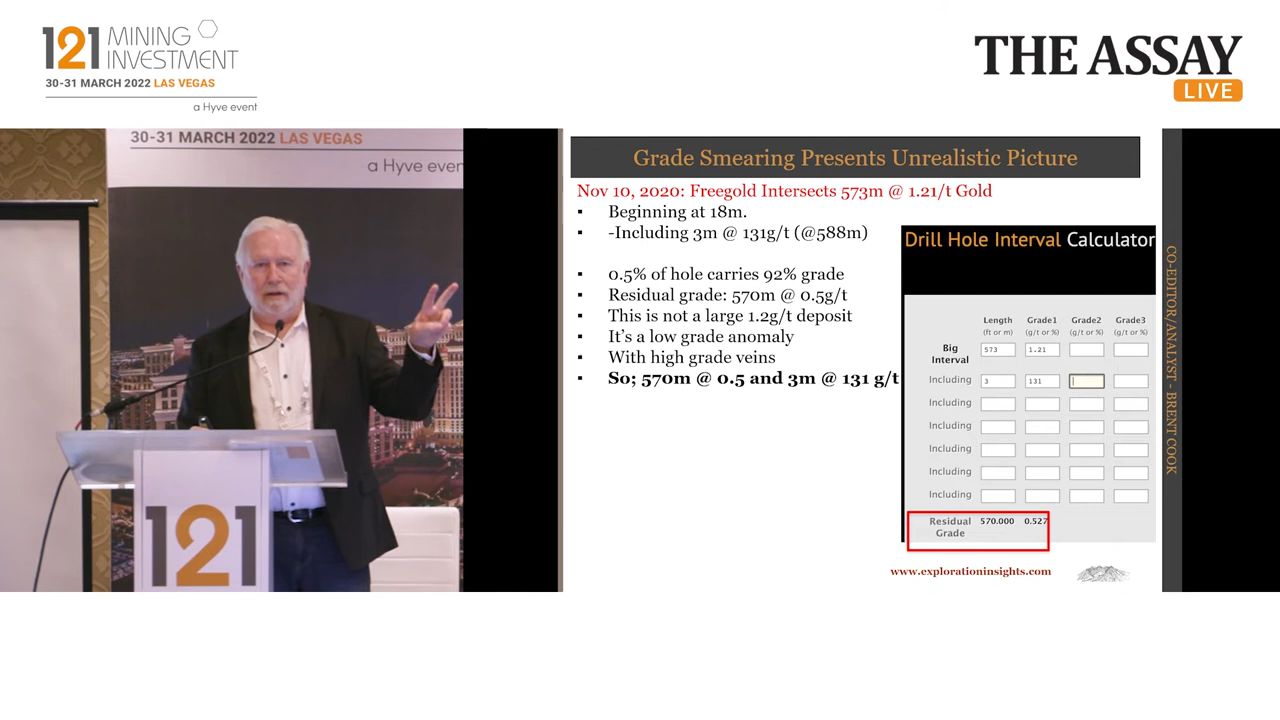 121 MINING INVESTMENT
30-31 MARCH 2022 LAS VEGAS
a Hyve event
THE ASSAY
LIVE
30-31 MARCH 2022 LAS VEGAS
a Hyve even
121
Grade Smearing Presents Unrealistic Picture
Nov 10, 2020: Freegold Intersects 573m @ 1.21/t Gold
▪ Beginning at 18m.
▪ -Including 3m @ 131g/t (@588m)
▪ 0.5% of hole carries 92% grade
▪ Residual grade: 570m @ 0.5g/t
▪ This is not a large 1.2g/t deposit
▪ It's a low grade anomaly
▪ With high grade veins
▪ So; 570m @ 0.5 and 3m @ 131 g/t
Drill Hole Interval Calculator
Length Grade1 Grade2 Grade3
(ft or m) (g/t or %) (g/t or %) (g/t or %)
Big Interval 573 1.21
Including 3 131
Including
Including
Including
Including
Including
Residual Grade 570.000 0.527
www.explorationinsights.com
CO-EDITOR/ANALYST - BRENT COOK